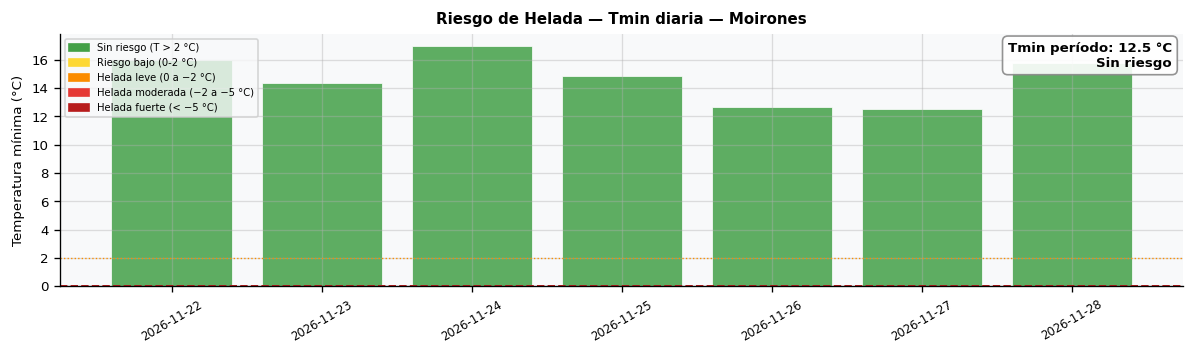 Riesgo de Helada — Tmin diaria — Moirones
Temperatura mínima (°C)
16
14
12
10
8
6
4
2
0
Sin riesgo (T > 2 °C)
Riesgo bajo (0-2 °C)
Helada leve (0 a −2 °C)
Helada moderada (−2 a −5 °C)
Helada fuerte (< −5 °C)
Tmin período: 12.5 °C
Sin riesgo
2026-11-22
2026-11-23
2026-11-24
2026-11-25
2026-11-26
2026-11-27
2026-11-28